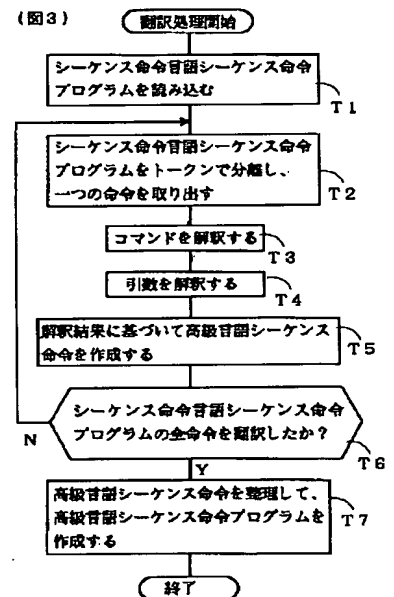 (図3)
翻訳処理開始
シーケンス命令言語シーケンス命令
プログラムを読み込む
T1
シーケンス命令言語シーケンス命令
プログラムをトークンで分離し、
一つの命令を取り出す
T2
コマンドを解釈する
T3
引数を解釈する
T4
解釈結果に基づいて高級言語シーケンス
命令を作成する
T5
シーケンス命令言語シーケンス命令
プログラムの全命令を翻訳したか?
N
T6
Y
高級言語シーケンス命令を整理して、
高級言語シーケンス命令プログラムを
作成する
T7
終了